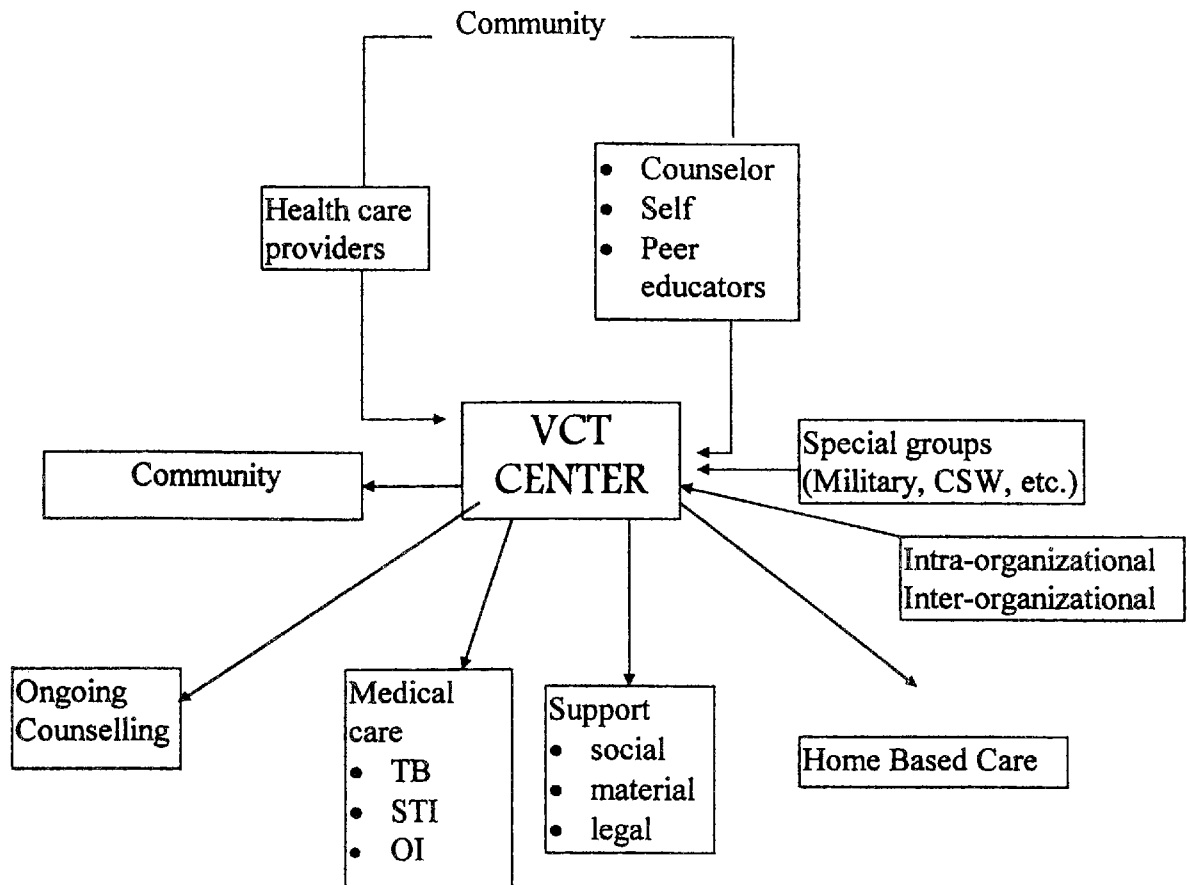 Community
Health care
providers
• Counselor
• Self
• Peer
educators
VCT
CENTER
Special groups
(Military, CSW, etc.)
Community
Intra-organizational
Inter-organizational
Ongoing
Counselling
Medical
care
• TB
• STI
• OI
Support
• social
• material
• legal
Home Based Care